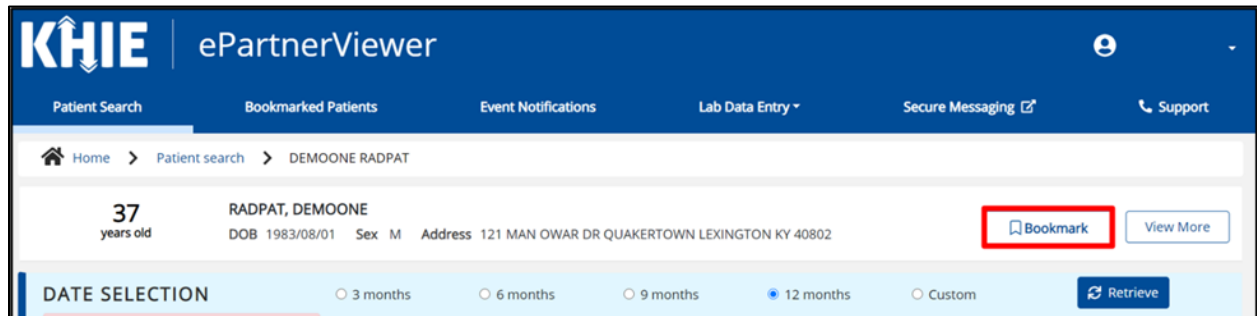 KHIE ePartnerViewer
Patient Search Bookmarked Patients Event Notifications Lab Data Entry Secure Messaging Support
Home > Patient search > DEMOONE RADPAT
37 RADPAT, DEMOONE
years old DOB 1983/08/01 Sex M Address 121 MAN OWAR DR QUAKERTOWN LEXINGTON KY 40802 Bookmark View More
DATE SELECTION 3 months 6 months 9 months 12 months Custom Retrieve